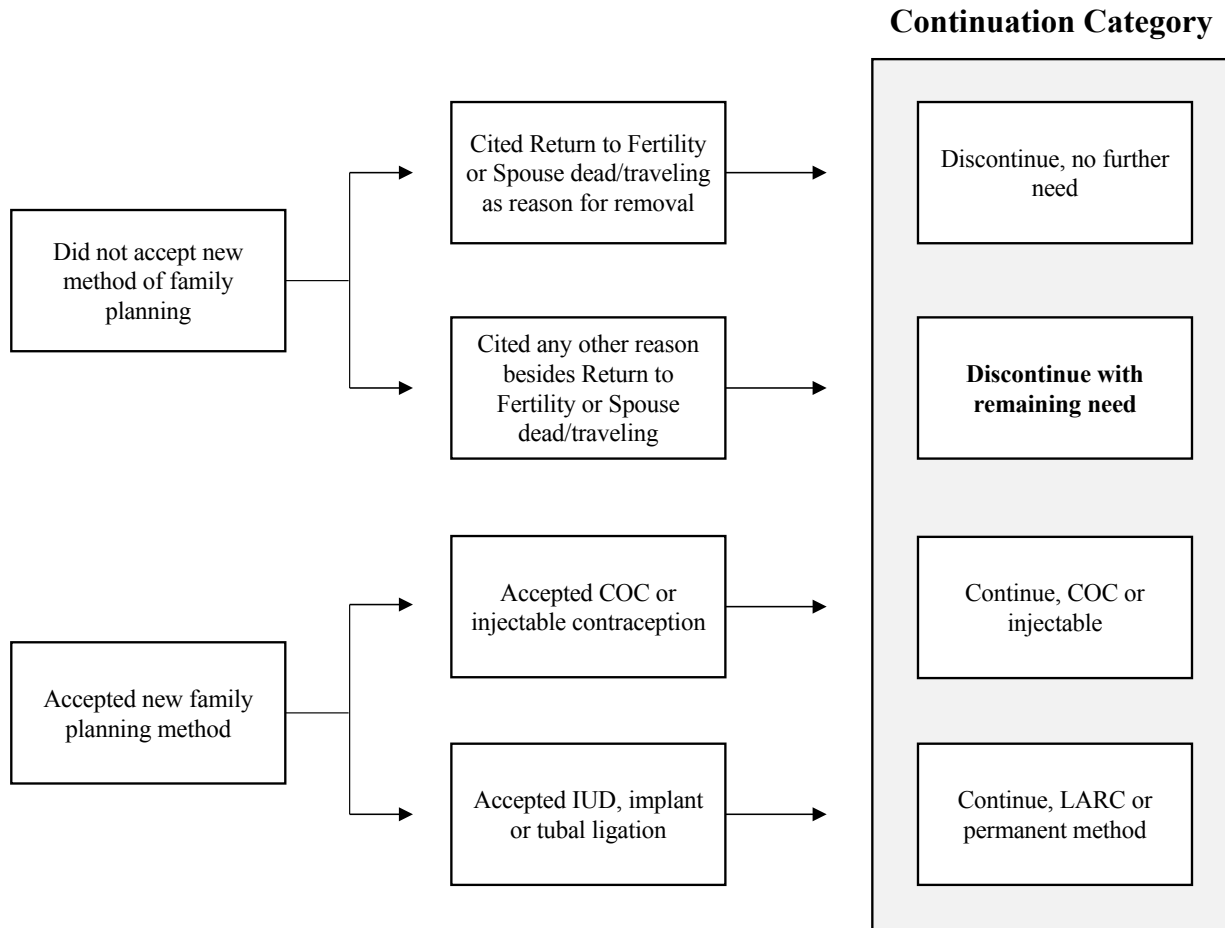 Continuation Category
Cited Return to Fertility
or Spouse dead/traveling
as reason for removal
Discontinue, no further
need
Did not accept new
method of family
planning
Cited any other reason
besides Return to
Fertility or Spouse
dead/traveling
Discontinue with
remaining need
Accepted COC or
injectable contraception
Continue, COC or
injectable
Accepted new family
planning method
Accepted IUD, implant
or tubal ligation
Continue, LARC or
permanent method